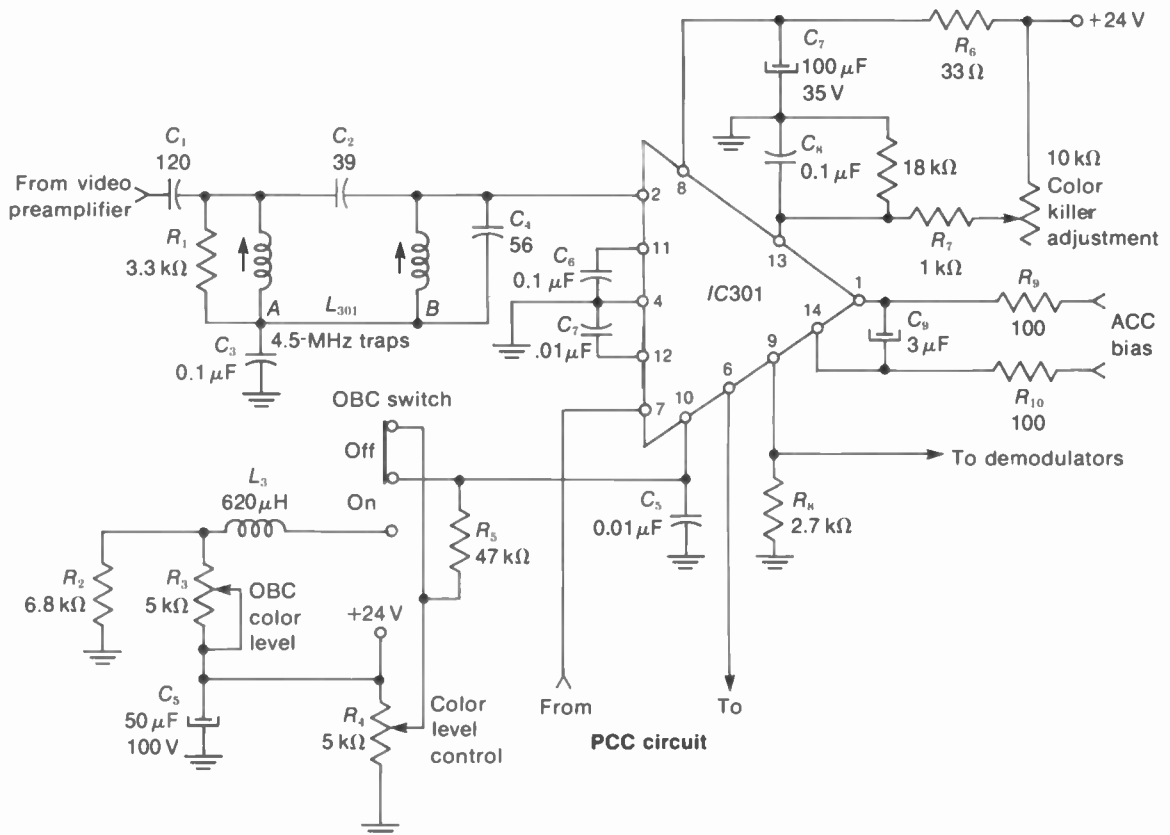 +24 V
C₇
100 µF
35 V
R₆
33 Ω
C₁
120
C₂
39
From video
preamplifier
R₁
3.3 kΩ
A
L₃₀₁
B
4.5-MHz traps
C₃
0.1 µF
C₄
56
2
8
C₈
0.1 µF
18 kΩ
10 kΩ
Color
killer
adjustment
R₇
1 kΩ
13
11
C₆
0.1 µF
4
C₇
.01 µF
12
7
IC301
1
14
9
6
10
R₉
100
C₉
3 µF
ACC
bias
R₁₀
100
To demodulators
R₈
2.7 kΩ
C₅
0.01 µF
OBC switch
Off
On
L₃
620 µH
R₅
47 kΩ
R₂
6.8 kΩ
R₃
5 kΩ
OBC
color
level
+24 V
C₅
50 µF
100 V
R₄
5 kΩ
Color
level
control
From
To
PCC circuit